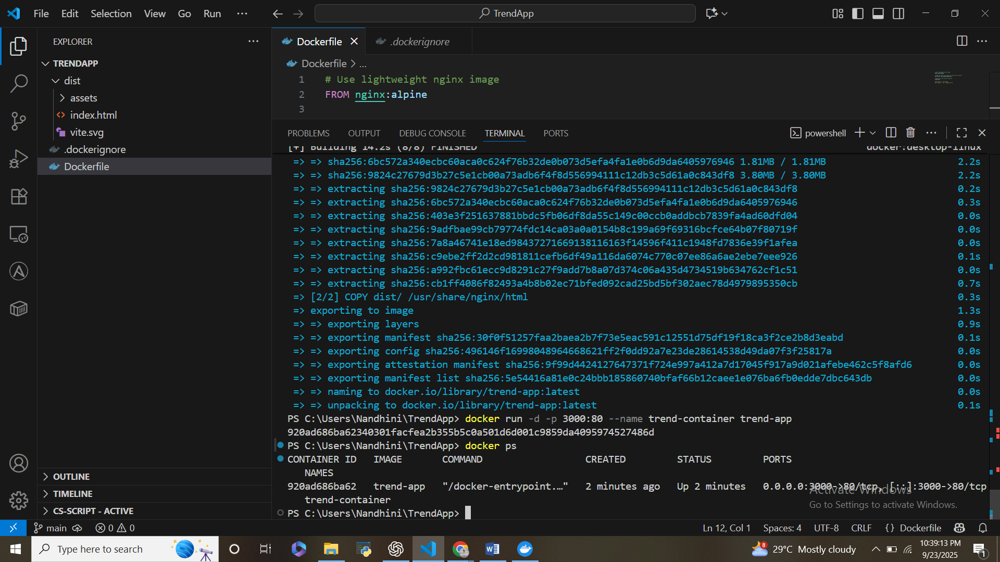 File Edit Selection View Go Run ··· TrendApp
EXPLORER ···
TRENDAPP
dist
assets
index.html
vite.svg
.dockerignore
Dockerfile
OUTLINE
TIMELINE
CS-SCRIPT - ACTIVE
Dockerfile .dockerignore
Dockerfile > ...
1 # Use lightweight nginx image
2 FROM nginx:alpine
3
PROBLEMS OUTPUT DEBUG CONSOLE TERMINAL PORTS powershell
[+] Building 14.2s (8/8) FINISHED docker:desktop-linux
=> => sha256:6bc572a340ecbc60aca0c624f76b32de0b073d5efa4fa1e0b6d9da6405976946 1.81MB / 1.81MB 2.2s
=> => sha256:9824c27679d3b27c5e1cb00a73adb6f4f8d556994111c12db3c5d61a0c843df8 3.80MB / 3.80MB 2.2s
=> => extracting sha256:9824c27679d3b27c5e1cb00a73adb6f4f8d556994111c12db3c5d61a0c843df8 0.2s
=> => extracting sha256:6bc572a340ecbc60aca0c624f76b32de0b073d5efa4fa1e0b6d9da6405976946 0.3s
=> => extracting sha256:403e3f251637881bbdc5fb06df8da55c149c00ccb0addbcb7839fa4ad60dfd04 0.0s
=> => extracting sha256:9adfbae99cb79774fdc14ca03a0a0154b8c199a69f69316bcfce64b07f80719f 0.0s
=> => extracting sha256:7a8a46741e18ed98437271669138116163f14596f411c1948fd7836e39f1afea 0.0s
=> => extracting sha256:c9ebe2ff2d2cd981811cefb6df49a116da6074c770c07ee86a6ae2ebe7eee926 0.1s
=> => extracting sha256:a992fbc61ecc9d8291c27f9add7b8a07d374c06a435d4734519b634762cf1c51 0.0s
=> => extracting sha256:cb1ff4086f82493a4b8b02ec71bfed092cad25bd5bf302aec78d4979895350cb 0.7s
=> [2/2] COPY dist/ /usr/share/nginx/html 0.3s
=> exporting to image 1.3s
=> => exporting layers 0.9s
=> => exporting manifest sha256:30f0f51257faa2baea2b7f73e5eac591c12551d75df19f18ca3f2ce2b8d3eabd 0.1s
=> => exporting config sha256:496146f16998048964668621ff2f0dd92a7e23de28614538d49da07f3f25817a 0.0s
=> => exporting attestation manifest sha256:9f99d4424127647371f724e997a412a7d17045f917a9d021afebe462c5f8afd6 0.0s
=> => exporting manifest list sha256:5e54416a81e0c24bbb185860740bfaf66b12caee1e076ba6fb0edde7dbc643db 0.0s
=> => naming to docker.io/library/trend-app:latest 0.0s
=> => unpacking to docker.io/library/trend-app:latest 0.1s
PS C:\Users\Nandhini\TrendApp> docker run -d -p 3000:80 --name trend-container trend-app
920ad686ba62340301facfea2b355b5c0a501d6d001c9859da4095974527486d
PS C:\Users\Nandhini\TrendApp> docker ps
CONTAINER ID IMAGE COMMAND CREATED STATUS PORTS
NAMES
920ad686ba62 trend-app "/docker-entrypoint.…" 2 minutes ago Up 2 minutes 0.0.0.0:3000->80/tcp, [::]:3000->80/tcp
trend-container
PS C:\Users\Nandhini\TrendApp>
Activate Windows
Go to Settings to activate Windows.
main 0 0 Ln 12, Col 1 Spaces: 4 UTF-8 CRLF {} Dockerfile
Type here to search 8 29°C Mostly cloudy 10:39:13 PM
9/23/2025 1